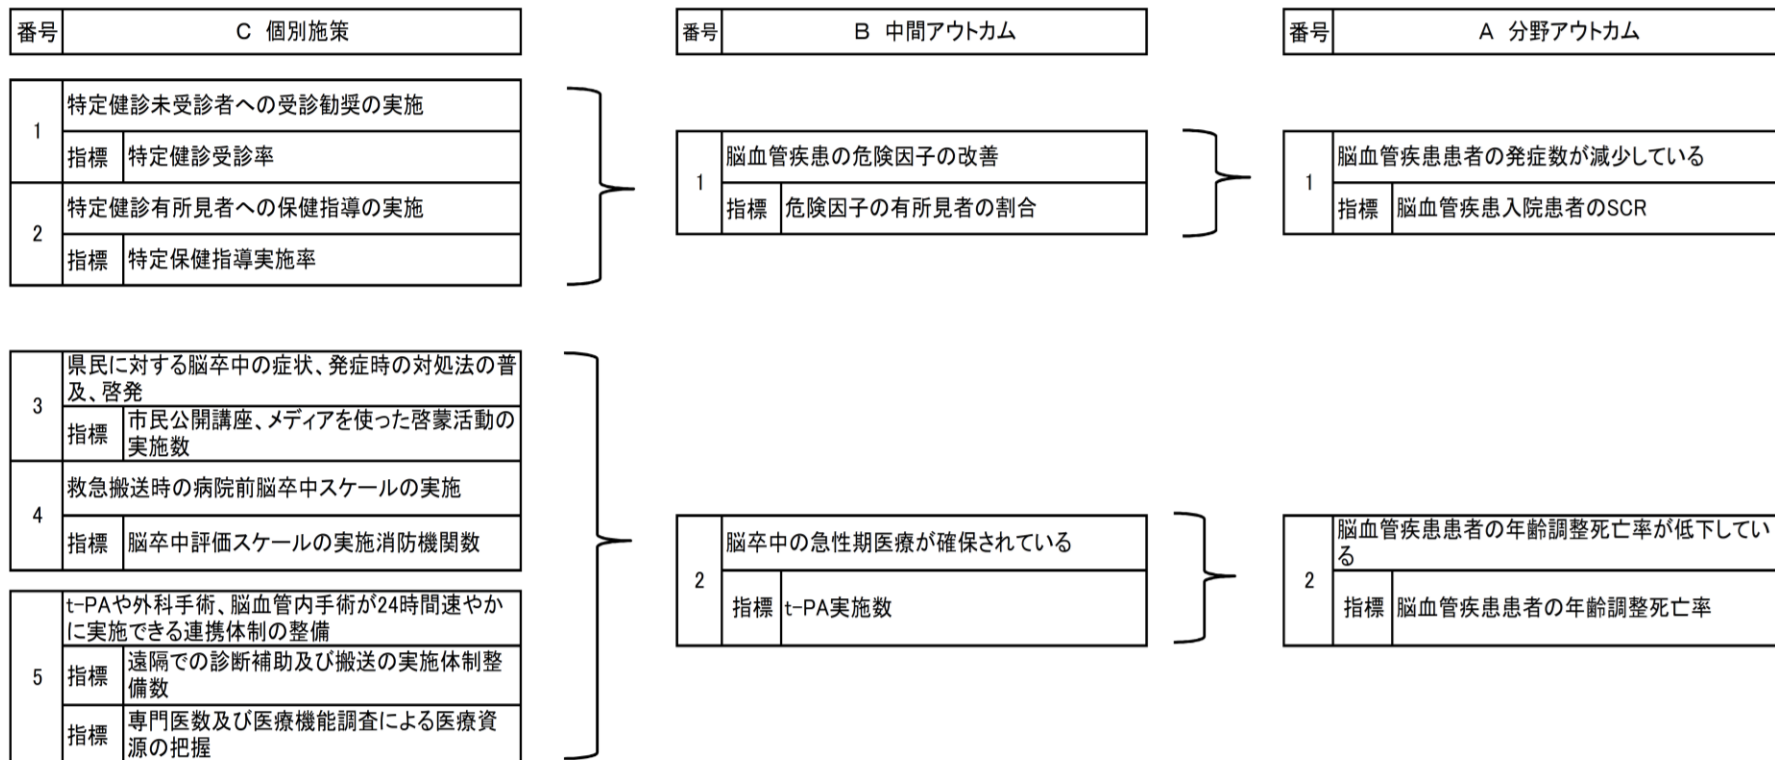 番号 C 個別施策
番号 B 中間アウトカム
番号 A 分野アウトカム
1 特定健診未受診者への受診勧奨の実施
指標 特定健診受診率
2 特定健診有所見者への保健指導の実施
指標 特定保健指導実施率
1 脳血管疾患の危険因子の改善
指標 危険因子の有所見者の割合
1 脳血管疾患患者の発症数が減少している
指標 脳血管疾患入院患者のSCR
3 県民に対する脳卒中の症状、発症時の対処法の普
及、啓発
指標 市民公開講座、メディアを使った啓蒙活動の
実施数
4 救急搬送時の病院前脳卒中スケールの実施
指標 脳卒中評価スケールの実施消防機関数
5 t-PAや外科手術、脳血管内手術が24時間速やか
に実施できる連携体制の整備
指標 遠隔での診断補助及び搬送の実施体制整
備数
指標 専門医数及び医療機能調査による医療資
源の把握
2 脳卒中の急性期医療が確保されている
指標 t-PA実施数
2 脳血管疾患患者の年齢調整死亡率が低下してい
る
指標 脳血管疾患患者の年齢調整死亡率